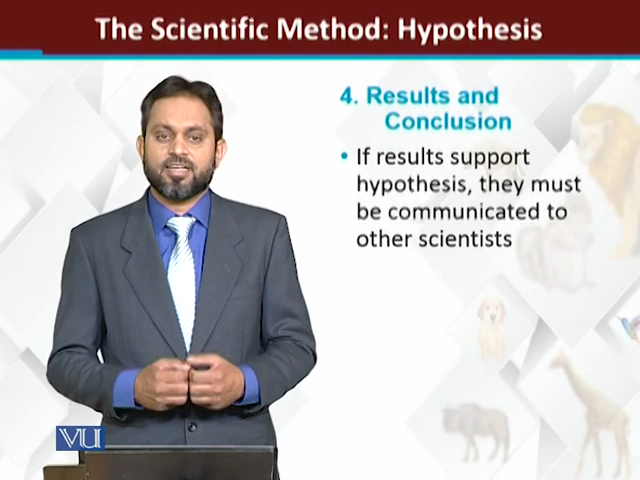 The Scientific Method: Hypothesis
4. Results and
Conclusion
• If results support
hypothesis, they must
be communicated to
other scientists
VU